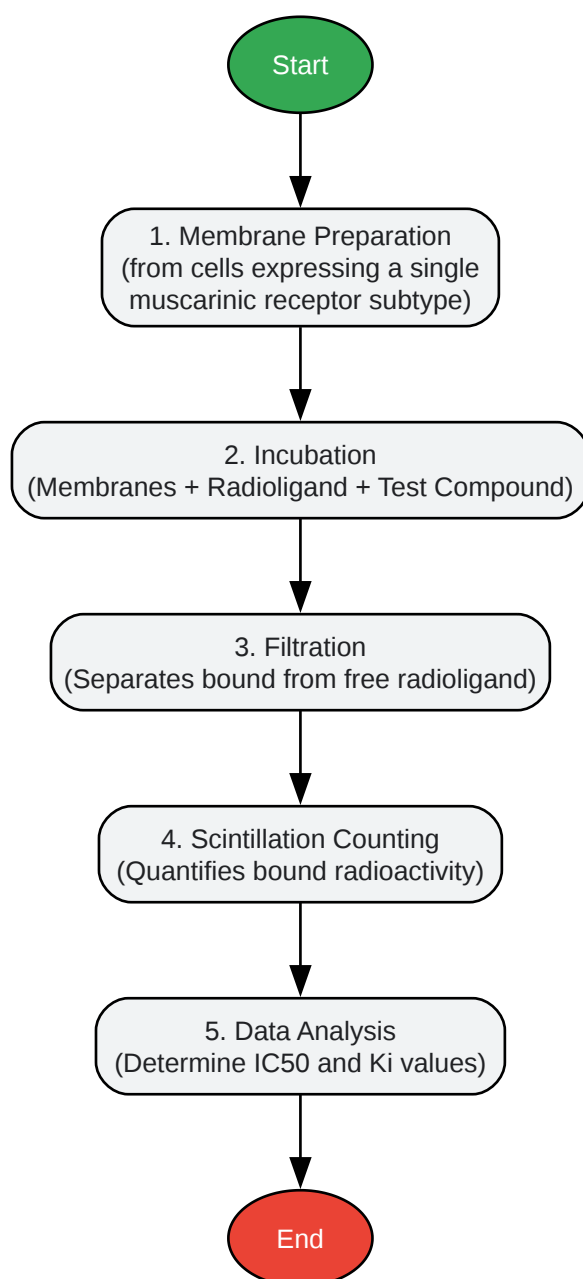 Start
1. Membrane Preparation
(from cells expressing a single
muscarinic receptor subtype)
2. Incubation
(Membranes + Radioligand + Test Compound)
3. Filtration
(Separates bound from free radioligand)
4. Scintillation Counting
(Quantifies bound radioactivity)
5. Data Analysis
(Determine IC50 and Ki values)
End